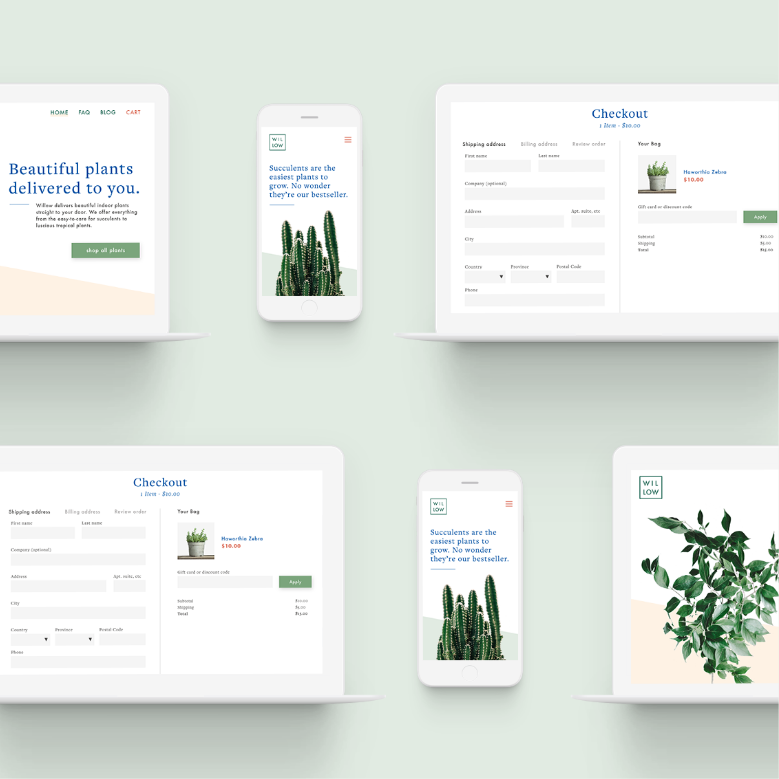 HOME FAQ BLOG CART
Beautiful plants
delivered to you.
Willow delivers beautiful indoor plants
straight to your door. We offer everything
from the easy-to-care for succulents to
luscious tropical plants.
shop all plants
WIL
LOW
Succulents are the
easiest plants to
grow. No wonder
they're our bestseller.
Checkout
1 Item - $10.00
Shipping address Billing address Review order
First name Last name
Company (optional)
Address Apt, suite, etc
City
Country Province Postal Code
Phone
Your Bag
Haworthia Zebra
$10.00
Gift card or discount code
Apply
Subtotal $10.00
Shipping $5.00
Total $15.00
Checkout
1 Item - $10.00
Shipping address Billing address Review order
First name Last name
Company (optional)
Address Apt, suite, etc
City
Country Province Postal Code
Phone
Your Bag
Haworthia Zebra
$10.00
Gift card or discount code
Apply
Subtotal $10.00
Shipping $5.00
Total $15.00
WIL
LOW
Succulents are the
easiest plants to
grow. No wonder
they're our bestseller.
WIL
LOW